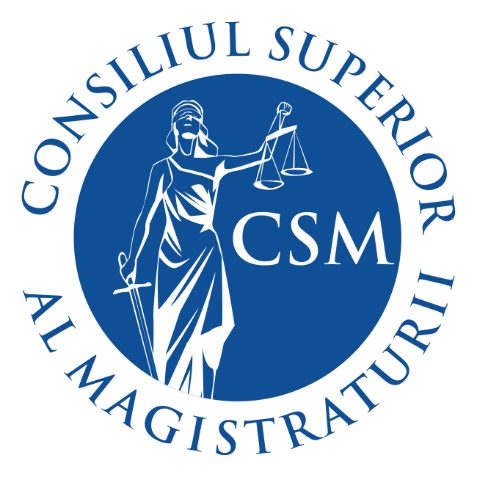 CONSILIUL SUPERIOR
AL MAGISTRATURII
CSM